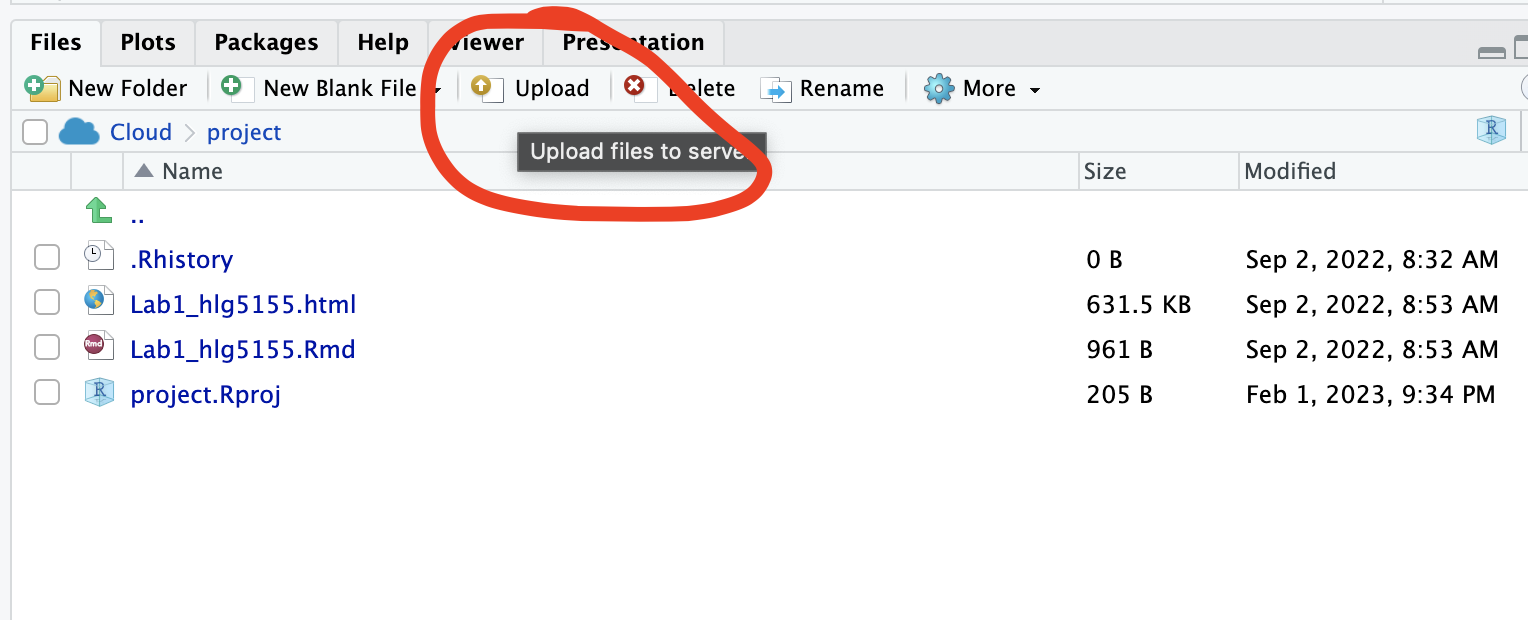 Files Plots Packages Help Viewer Presentation
New Folder New Blank File Upload Delete Rename More
Cloud project
Upload files to server
Name Size Modified
..
.Rhistory 0 B Sep 2, 2022, 8:32 AM
Lab1_hlg5155.html 631.5 KB Sep 2, 2022, 8:53 AM
Lab1_hlg5155.Rmd 961 B Sep 2, 2022, 8:53 AM
project.Rproj 205 B Feb 1, 2023, 9:34 PM